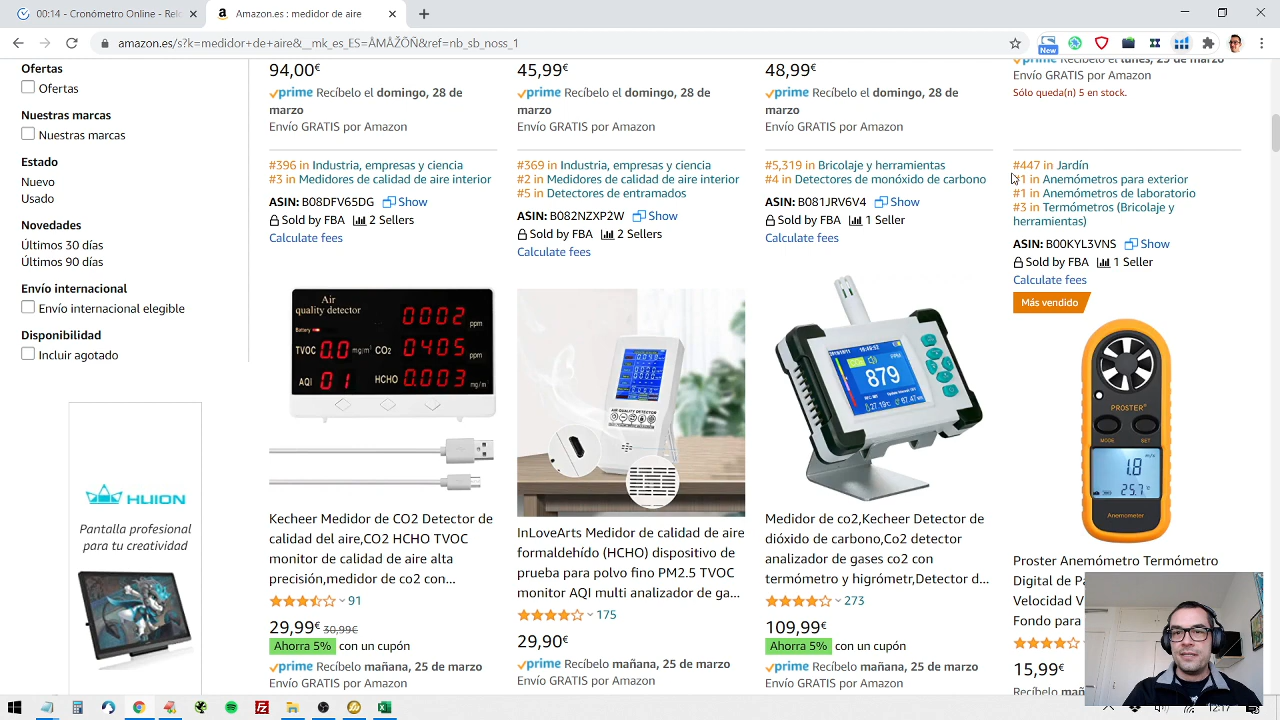 00:14 - Cronómetro Online - Relo
Amazon.es : medidor de aire
amazon.es/s?k=medidor+de+aire&__mk_es_ES=ÅMÅŽÕÑ&ref=nb_sb_noss_1
New
Ofertas
Ofertas
Nuestras marcas
Nuestras marcas
Estado
Nuevo
Usado
Novedades
Últimos 30 días
Últimos 90 días
Envío internacional
Envío internacional elegible
Disponibilidad
Incluir agotado
HUION
Pantalla profesional
para tu creatividad
94,00€
prime Recíbelo el domingo, 28 de
marzo
Envío GRATIS por Amazon
#396 in Industria, empresas y ciencia
#3 in Medidores de calidad de aire interior
ASIN: B08DFV65DG Show
Sold by FBA 2 Sellers
Calculate fees
Air
quality detector
Battery
0002 ppm
TVOC 0.0 mg/m³ CO2 0405 ppm
AQI 01 HCHO 0.003 mg/m
Kecheer Medidor de CO2 Detector de
calidad del aire,CO2 HCHO TVOC
monitor de calidad de aire alta
precisión,medidor de co2 con...
91
29,99€ 30,99€
Ahorra 5% con un cupón
prime Recíbelo mañana, 25 de marzo
Envío GRATIS por Amazon
45,99€
prime Recíbelo el domingo, 28 de
marzo
Envío GRATIS por Amazon
#369 in Industria, empresas y ciencia
#2 in Medidores de calidad de aire interior
#5 in Detectores de entramados
ASIN: B082NZXP2W Show
Sold by FBA 2 Sellers
Calculate fees
AIR QUALITY DETECTOR
InLoveArts Medidor de calidad de aire
formaldehído (HCHO) dispositivo de
prueba para polvo fino PM2.5 TVOC
monitor AQI multi analizador de ga...
175
29,90€
prime Recíbelo mañana, 25 de marzo
Envío GRATIS por Amazon
48,99€
prime Recíbelo el domingo, 28 de
marzo
Envío GRATIS por Amazon
#5,319 in Bricolaje y herramientas
#4 in Detectores de monóxido de carbono
ASIN: B081JRV6V4 Show
Sold by FBA 1 Seller
Calculate fees
879
Medidor de co2,Kecheer Detector de
dióxido de carbono,Co2 detector
analizador de gases co2 con
termómetro y higrómetr,Detector d...
273
109,99€
Ahorra 5% con un cupón
prime Recíbelo mañana, 25 de marzo
Envío GRATIS por Amazon
prime Recíbelo el lunes, 29 de marzo
Envío GRATIS por Amazon
Sólo queda(n) 5 en stock.
#447 in Jardín
#1 in Anemómetros para exterior
#1 in Anemómetros de laboratorio
#3 in Termómetros (Bricolaje y
herramientas)
ASIN: B00KYL3VNS Show
Sold by FBA 1 Seller
Calculate fees
Más vendido
PROSTER
MODE SET
1.8
25.7
Anemometer
Proster Anemómetro Termómetro
Digital de Pa
Velocidad V
Fondo para
15,99€
Recíbelo mañ